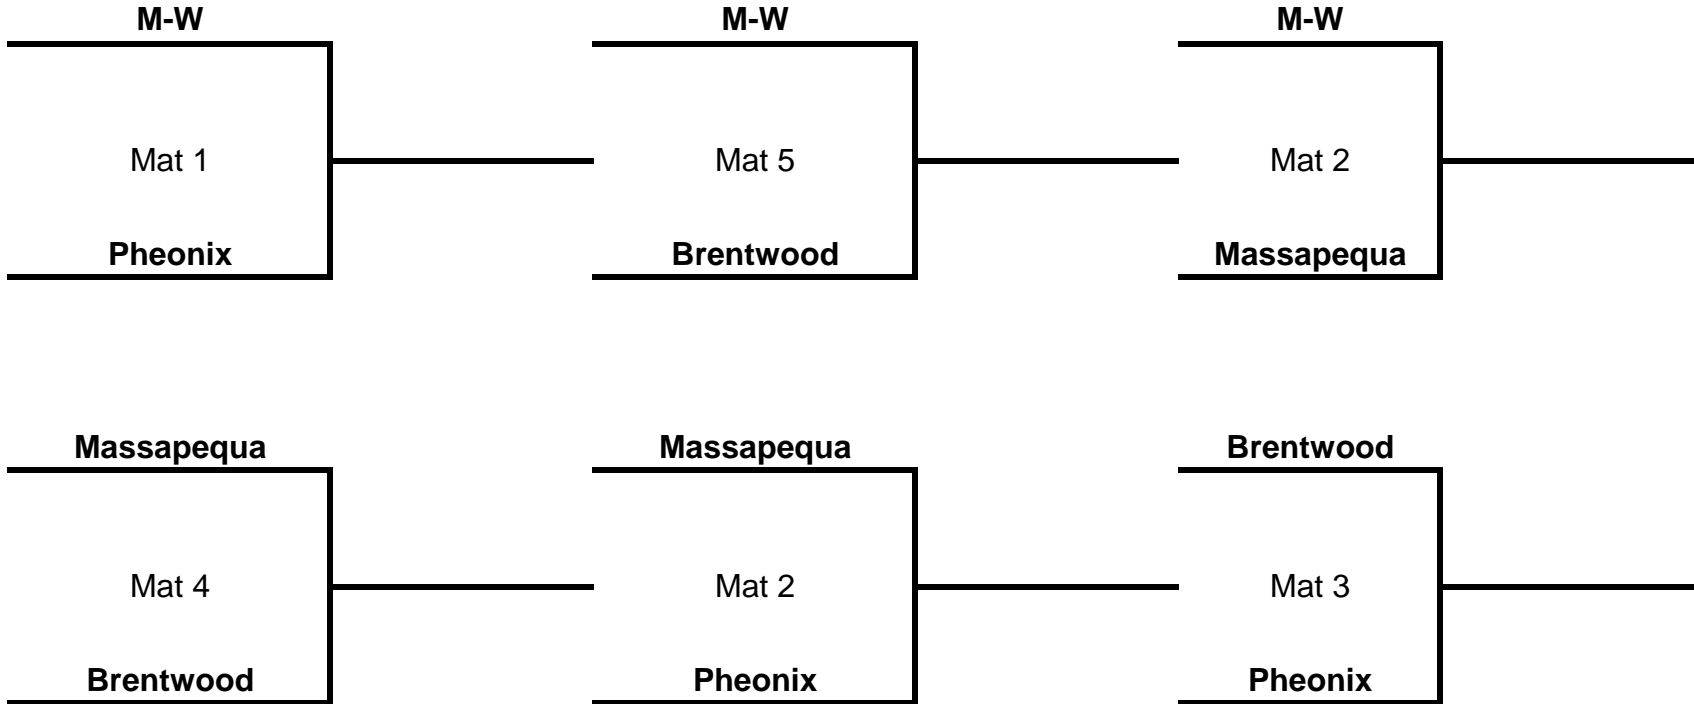 M-W M-W M-W
Mat 1 Mat 5 Mat 2
Pheonix Brentwood Massapequa
Massapequa Massapequa Brentwood
Mat 4 Mat 2 Mat 3
Brentwood Pheonix Pheonix